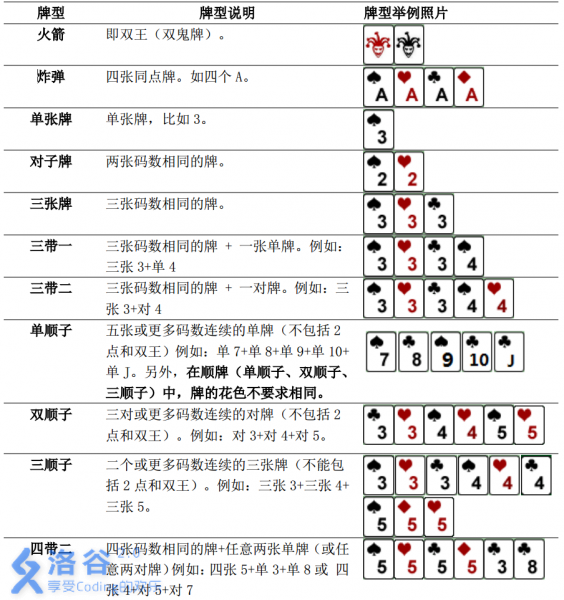 牌型 牌型说明 牌型举例照片
火箭 即双王（双鬼牌）。
炸弹 四张同点牌。如四个 A。
A A A A
单张牌 单张牌，比如 3。
3
对子牌 两张码数相同的牌。
2 2
三张牌 三张码数相同的牌。
3 3 3
三带一 三张码数相同的牌 + 一张单牌。例如：
三张 3+单 4
3 3 3 4
三带二 三张码数相同的牌 + 一对牌。例如：三
张 3+对 4
3 3 3 4 4
单顺子 五张或更多码数连续的单牌（不包括 2
点和双王）例如：单 7+单 8+单 9+单 10+
单 J。另外，在顺牌（单顺子、双顺子、
三顺子）中，牌的花色不要求相同。
7 8 9 10 J
双顺子 三对或更多码数连续的对牌（不包括 2
点和双王）。例如：对 3+对 4+对 5。
3 3 4 4 5 5
三顺子 二个或更多码数连续的三张牌（不能包
括 2 点和双王）。例如：三张 3+三张 4+
三张 5。
3 3 3 4 4 4
5 5 5
四带二 四张码数相同的牌+任意两张单牌（或任
意两对牌）例如：四张 5+单 3+单 8 或 四
张 4+对 5+对 7
5 5 5 5 3 8
洛谷 2.0
享受Coding的欢乐